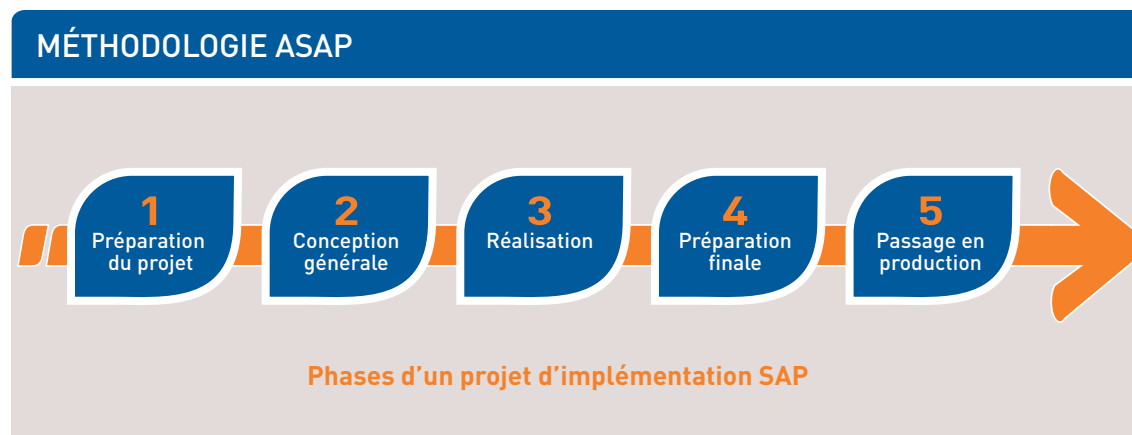 MÉTHODOLOGIE ASAP
1
Préparation
du projet
2
Conception
générale
3
Réalisation
4
Préparation
finale
5
Passage en
production
Phases d’un projet d’implémentation SAP